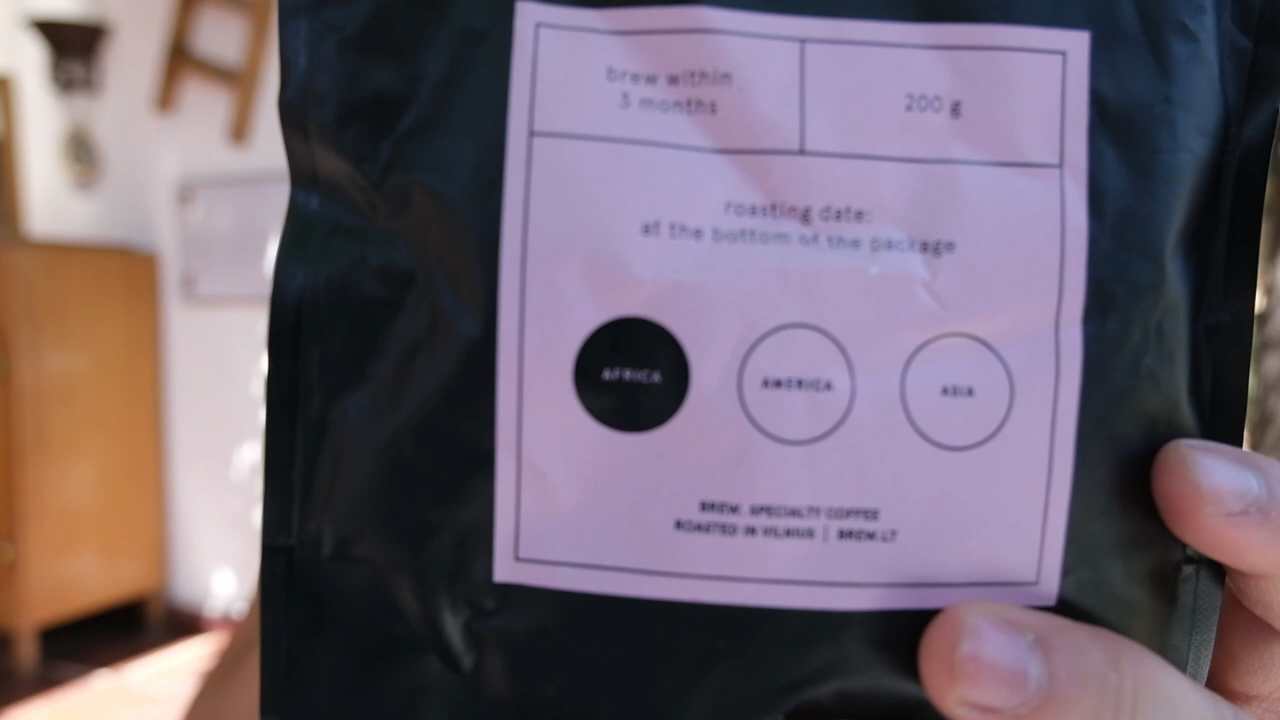 brew within
3 months
200 g
roasting date:
at the bottom of the package
AFRICA
AMERICA
ASIA
BREW. SPECIALTY COFFEE
ROASTED IN VILNIUS | BREW.LT